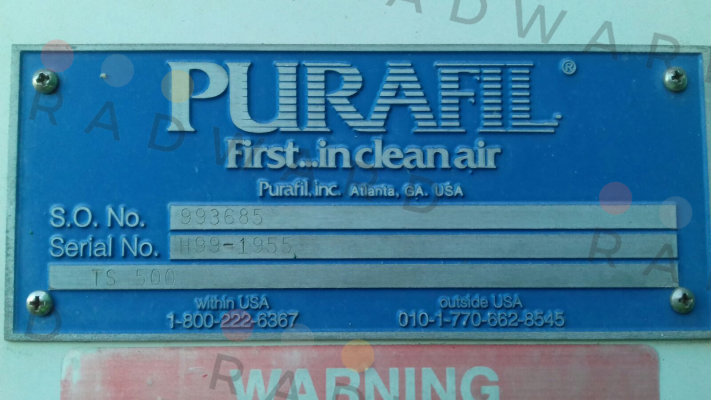 RADWARD
PURAFIL®
First...in clean air
Purafil, inc. Atlanta, GA. USA
S.O. No. 993685
Serial No. H99-1955
TS 500
within USA
1-800-222-6367
outside USA
010-1-770-662-8545
WARNING